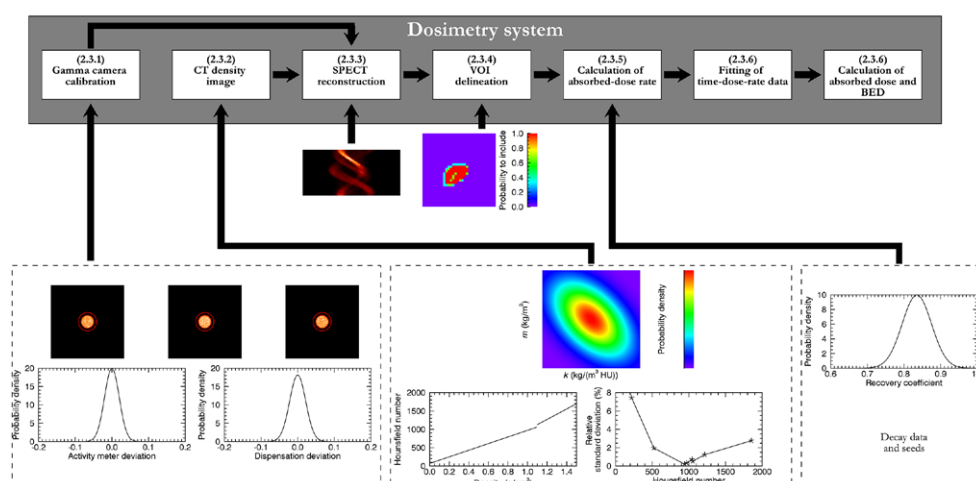 Dosimetry system
(2.3.1)
Gamma camera
calibration
(2.3.2)
CT density
image
(2.3.3)
SPECT
reconstruction
(2.3.4)
VOI
delineation
(2.3.5)
Calculation of
absorbed-dose rate
(2.3.6)
Fitting of
time-dose-rate data
(2.3.6)
Calculation of
absorbed dose and
BED
Probability to include
1.0
0.8
0.6
0.4
0.2
0.0
Probability density
20
15
10
5
0
-0.2 -0.1 0.0 0.1 0.2
Activity meter deviation
Probability density
20
15
10
5
0
-0.2 -0.1 0.0 0.1 0.2
Dispensation deviation
m (kg/m³)
k (kg/(m³ HU))
Probability density
Hounsfield number
2000
1500
1000
500
0
0.0 0.2 0.4 0.6 0.8 1.0 1.2 1.4
Relative
standard deviation (%)
8
6
4
2
0
0 500 1000 1500 2000
Hounsfield number
Probability density
10
8
6
4
2
0
0.6 0.7 0.8 0.9
Recovery coefficient
Decay data
and seeds